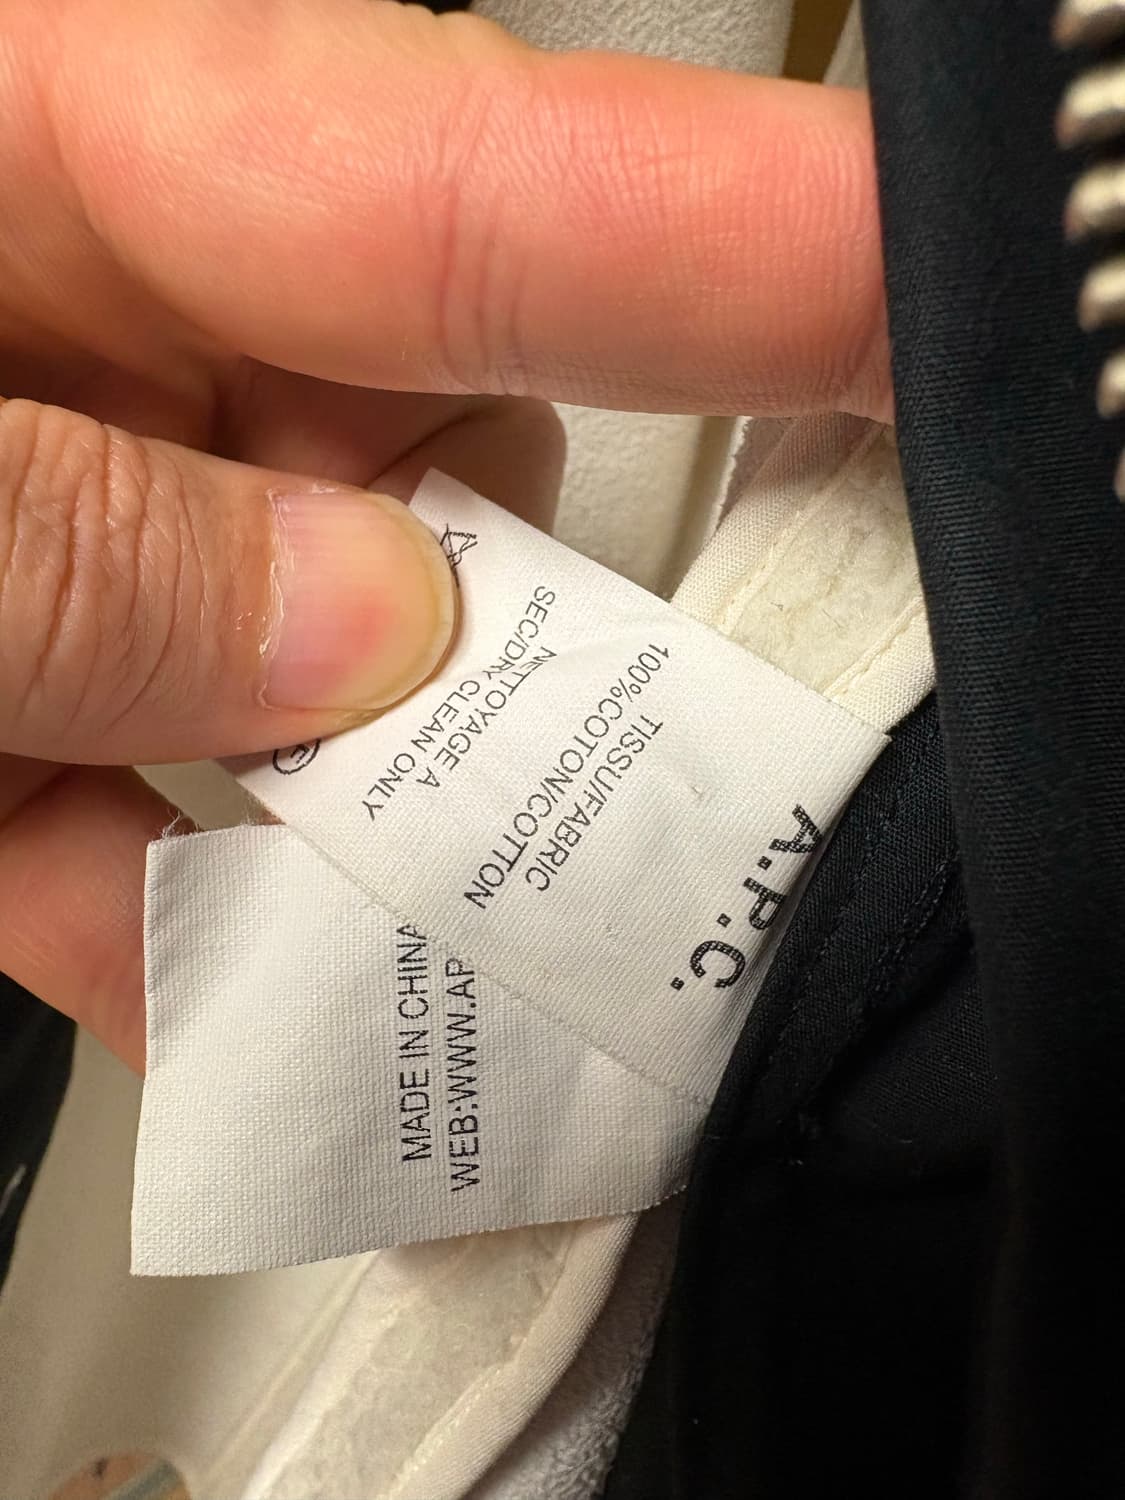 A.P.C.
TISSU/FABRIC
100%COTON/COTTON
NETTOYAGE A
SEC/DRY CLEAN ONLY
MADE IN CHINA
WEB:WWW.AP